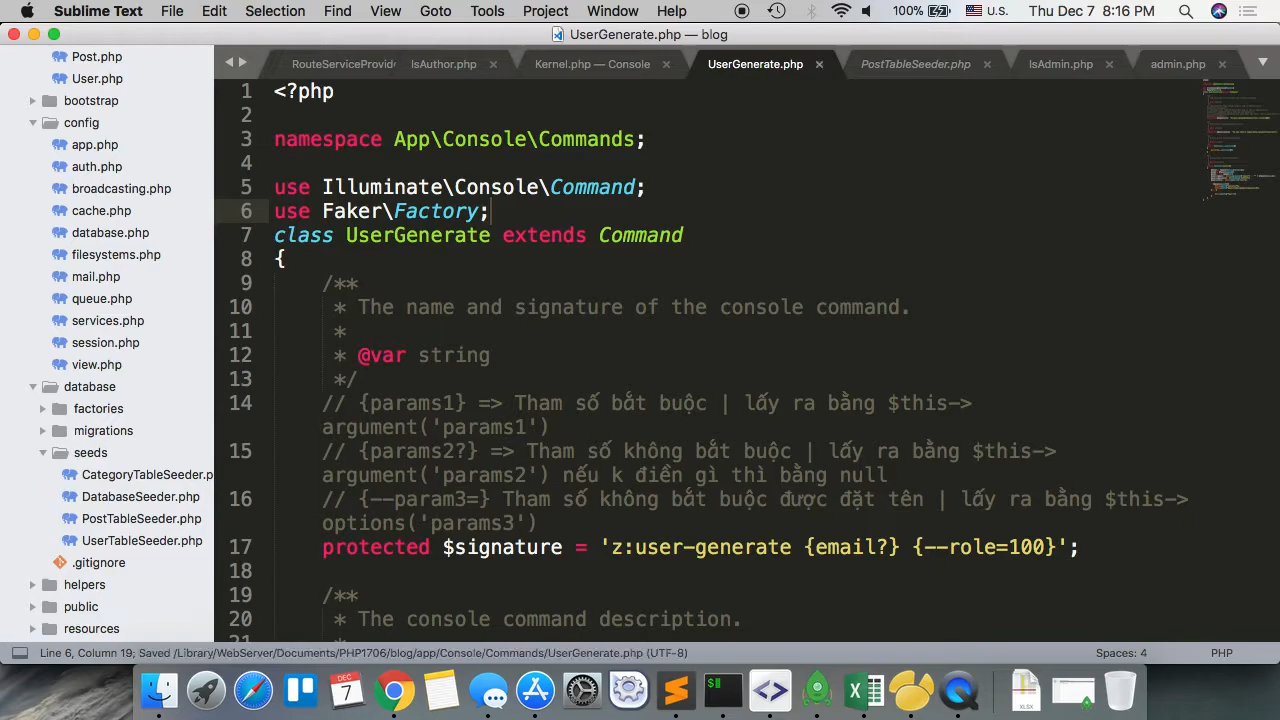 Sublime Text File Edit Selection Find View Goto Tools Project Window Help 100% U.S. Thu Dec 7 8:16 PM
UserGenerate.php — blog
RouteServiceProvid IsAuthor.php Kernel.php — Console UserGenerate.php PostTableSeeder.php IsAdmin.php admin.php
Post.php
User.php
bootstrap
config
app.php
auth.php
broadcasting.php
cache.php
database.php
filesystems.php
mail.php
queue.php
services.php
session.php
view.php
database
factories
migrations
seeds
CategoryTableSeeder.p
DatabaseSeeder.php
PostTableSeeder.php
UserTableSeeder.php
.gitignore
helpers
public
resources
1 <?php
2
3 namespace App\Console\Commands;
4
5 use Illuminate\Console\Command;
6 use Faker\Factory;
7 class UserGenerate extends Command
8 {
9 /**
10 * The name and signature of the console command.
11 *
12 * @var string
13 */
14 // {params1} => Tham số bắt buộc | lấy ra bằng $this->
argument('params1')
15 // {params2?} => Tham số không bắt buộc | lấy ra bằng $this->
argument('params2') nếu k điền gì thì bằng null
16 // {--param3=} Tham số không bắt buộc được đặt tên | lấy ra bằng $this->
options('params3')
17 protected $signature = 'z:user-generate {email?} {--role=100}';
18
19 /**
20 * The console command description.
21 *
Line 6, Column 19; Saved /Library/WebServer/Documents/PHP1706/blog/app/Console/Commands/UserGenerate.php (UTF-8) Spaces: 4 PHP
DEC
7
$
XLSX